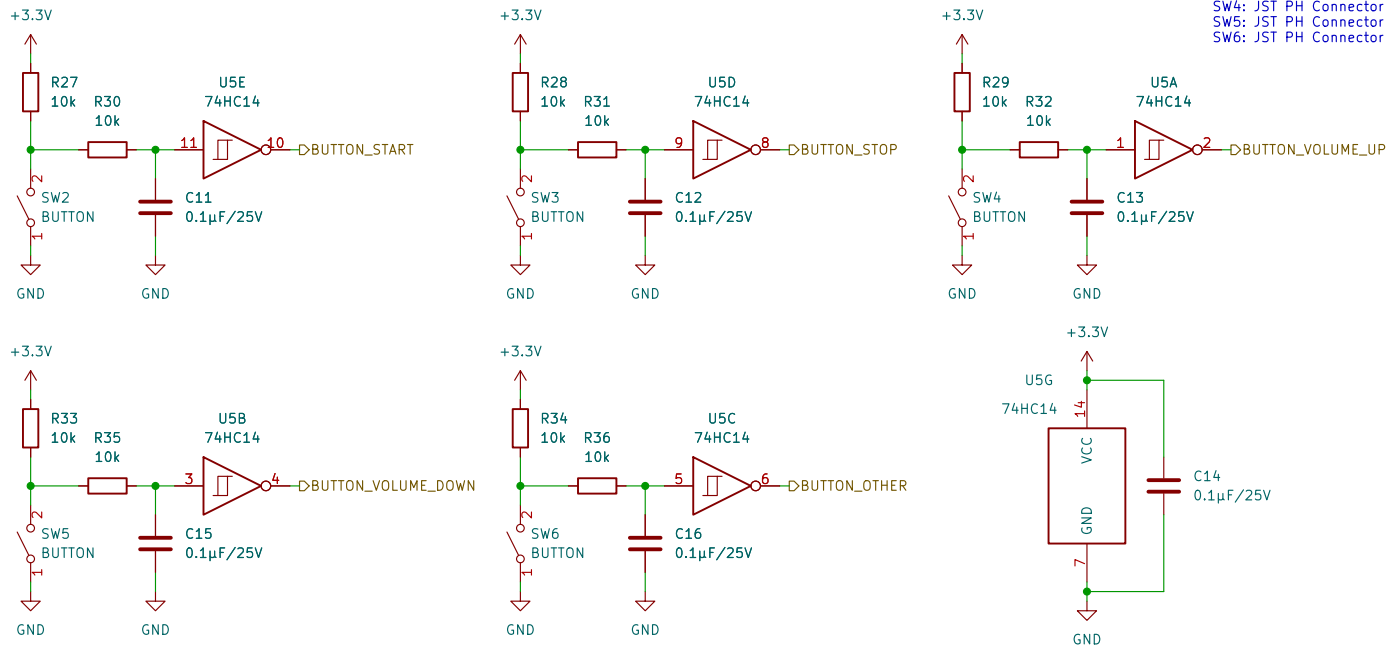 SW4: JST PH Connector
SW5: JST PH Connector
SW6: JST PH Connector
+3.3V
R27
10k
R30
10k
U5E
74HC14
11
10
BUTTON_START
2
SW2
BUTTON
1
C11
0.1µF/25V
GND
GND
+3.3V
R28
10k
R31
10k
U5D
74HC14
9
8
BUTTON_STOP
2
SW3
BUTTON
1
C12
0.1µF/25V
GND
GND
+3.3V
R29
10k
R32
10k
U5A
74HC14
1
2
BUTTON_VOLUME_UP
2
SW4
BUTTON
1
C13
0.1µF/25V
GND
GND
+3.3V
R33
10k
R35
10k
U5B
74HC14
3
4
BUTTON_VOLUME_DOWN
2
SW5
BUTTON
1
C15
0.1µF/25V
GND
GND
+3.3V
R34
10k
R36
10k
U5C
74HC14
5
6
BUTTON_OTHER
2
SW6
BUTTON
1
C16
0.1µF/25V
GND
GND
+3.3V
U5G
74HC14
14
VCC
GND
7
C14
0.1µF/25V
GND